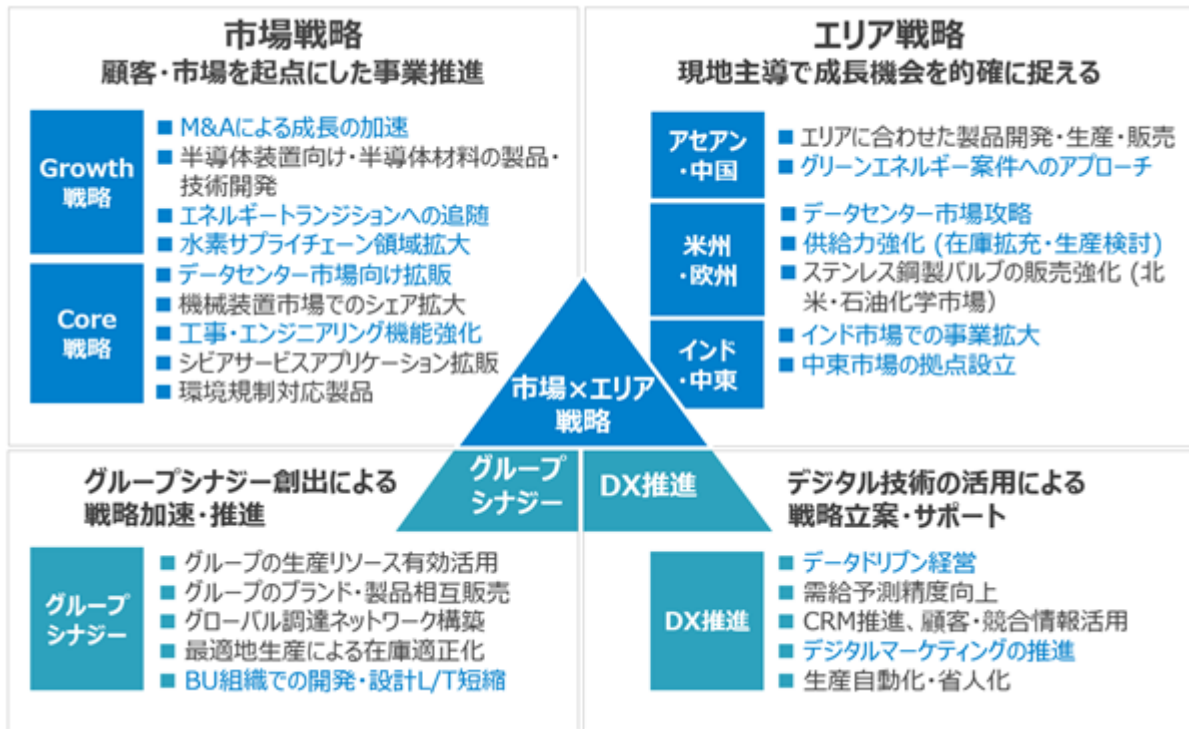 市場戦略
顧客・市場を起点にした事業推進
Growth
戦略
■ M&Aによる成長の加速
■ 半導体装置向け・半導体材料の製品・
技術開発
■ エネルギートランジションへの追随
■ 水素サプライチェーン領域拡大
Core
戦略
■ データセンター市場向け拡販
■ 機械装置市場でのシェア拡大
■ 工事・エンジニアリング機能強化
■ シビアサービスアプリケーション拡販
■ 環境規制対応製品
エリア戦略
現地主導で成長機会を的確に捉える
アセアン
・中国
■ エリアに合わせた製品開発・生産・販売
■ グリーンエネルギー案件へのアプローチ
米州
・欧州
■ データセンター市場攻略
■ 供給力強化 (在庫拡充・生産検討)
■ ステンレス鋼製バルブの販売強化 (北
米・石油化学市場)
インド
・中東
■ インド市場での事業拡大
■ 中東市場の拠点設立
市場×エリア
戦略
グループ
シナジー
DX推進
グループシナジー創出による
戦略加速・推進
グループ
シナジー
■ グループの生産リソース有効活用
■ グループのブランド・製品相互販売
■ グローバル調達ネットワーク構築
■ 最適地生産による在庫適正化
■ BU組織での開発・設計L/T短縮
デジタル技術の活用による
戦略立案・サポート
DX推進
■ データドリブン経営
■ 需給予測精度向上
■ CRM推進、顧客・競合情報活用
■ デジタルマーケティングの推進
■ 生産自動化・省人化